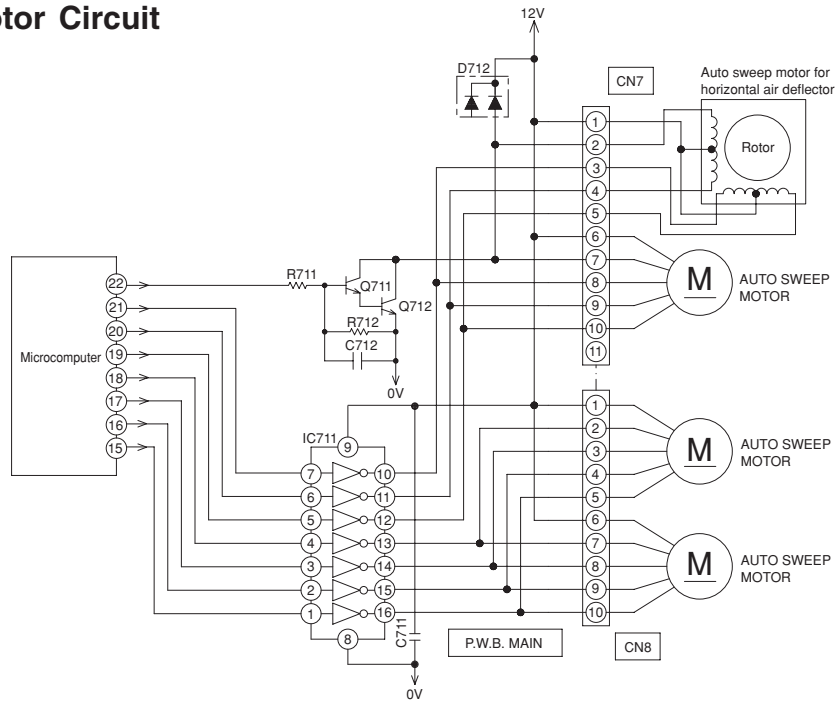 otor Circuit
12V
D712
CN7
Auto sweep motor for
horizontal air deflector
Rotor
1
2
3
4
5
6
7
8
9
10
11
M
AUTO SWEEP
MOTOR
Microcomputer
22
21
20
19
18
17
16
15
R711
Q711
Q712
R712
C712
0V
IC711
9
7
6
5
4
3
2
1
10
11
12
13
14
15
16
8
C711
0V
1
2
3
4
5
6
7
8
9
10
M
AUTO SWEEP
MOTOR
M
AUTO SWEEP
MOTOR
P.W.B. MAIN
CN8